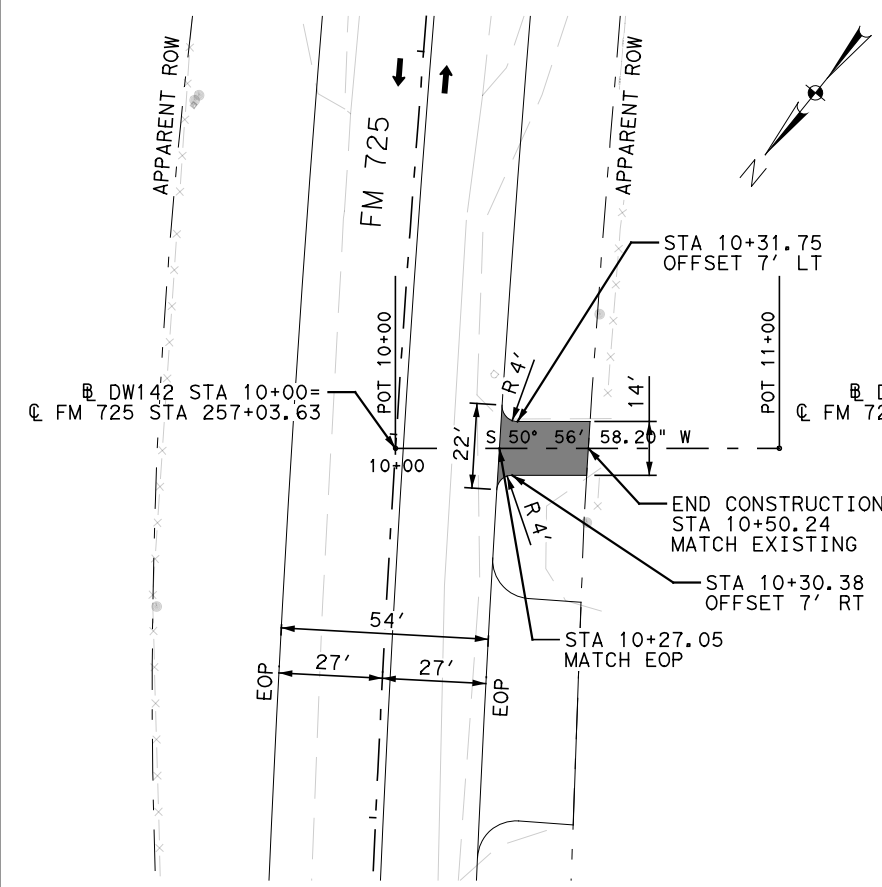 APPARENT ROW
APPARENT ROW
FM 725
N
STA 10+31.75
OFFSET 7' LT
POT 10+00
POT 11+00
R 4'
14'
℄ DW142 STA 10+00=
℄ FM 725 STA 257+03.63
22'
S 50° 56' 58.20" W
10+00
R 4'
END CONSTRUCTION
STA 10+50.24
MATCH EXISTING
STA 10+30.38
OFFSET 7' RT
54'
STA 10+27.05
MATCH EOP
27'
27'
EOP
EOP